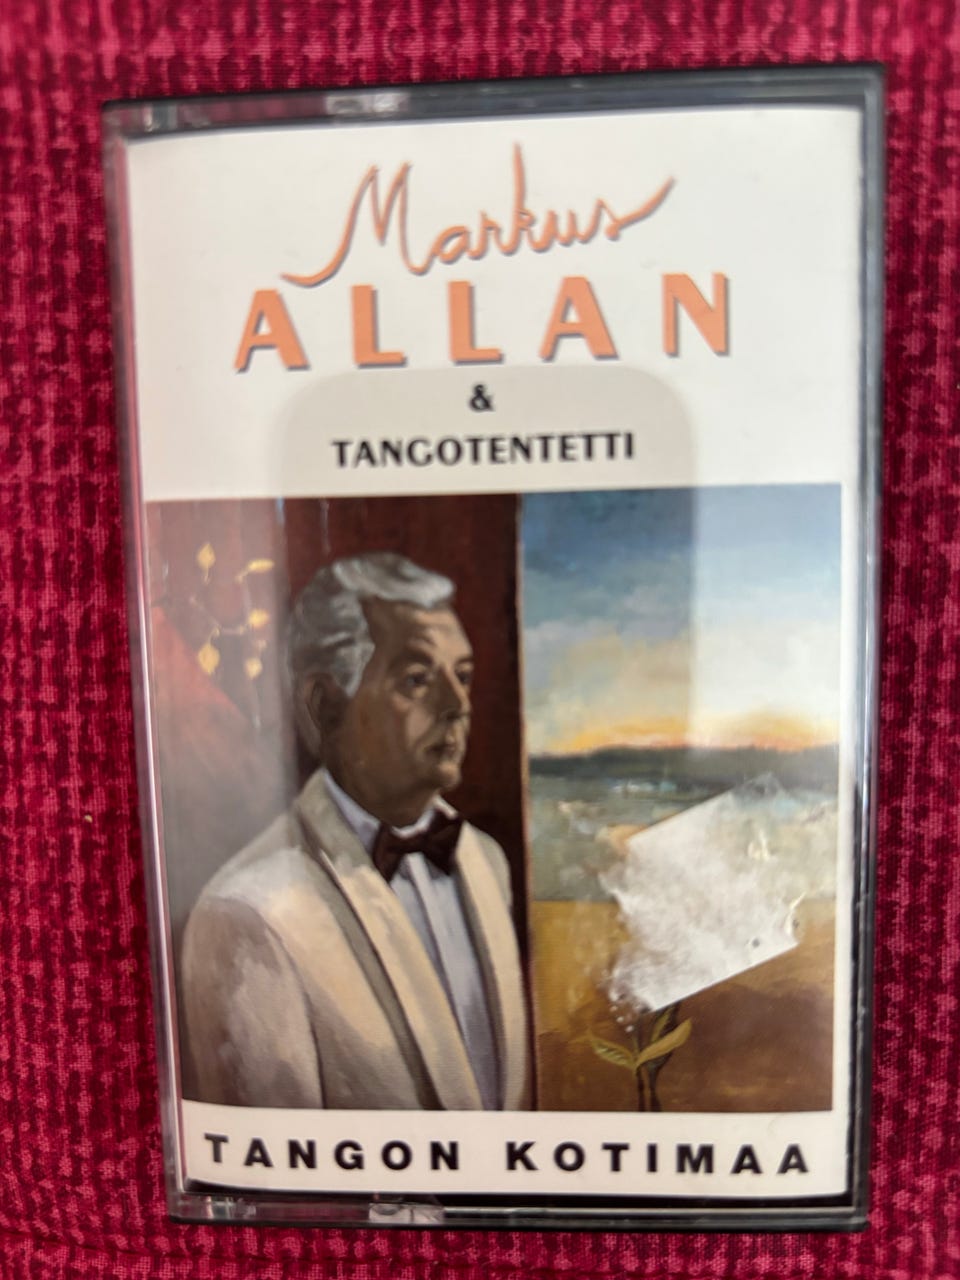 Markus
ALLAN
&
TANGOTENTETTI
TANGON KOTIMAA